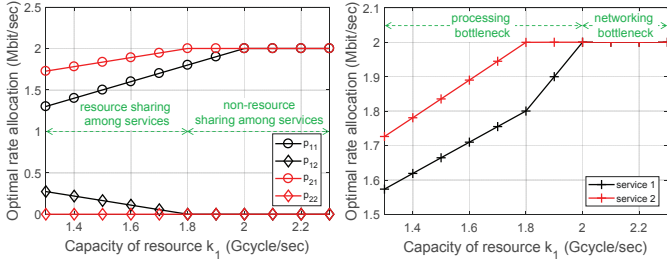 Optimal rate allocation (Mbit/sec)
2.5
2
1.5
1
0.5
0
resource sharing
among services
non-resource
sharing among services
p11
p12
p21
p22
1.4
1.6
1.8
2
2.2
Capacity of resource k1 (Gcycle/sec)
Optimal rate allocation (Mbit/sec)
2.1
2
1.9
1.8
1.7
1.6
1.5
processing
bottleneck
networking
bottleneck
service 1
service 2
1.4
1.6
1.8
2
2.2
Capacity of resource k1 (Gcycle/sec)